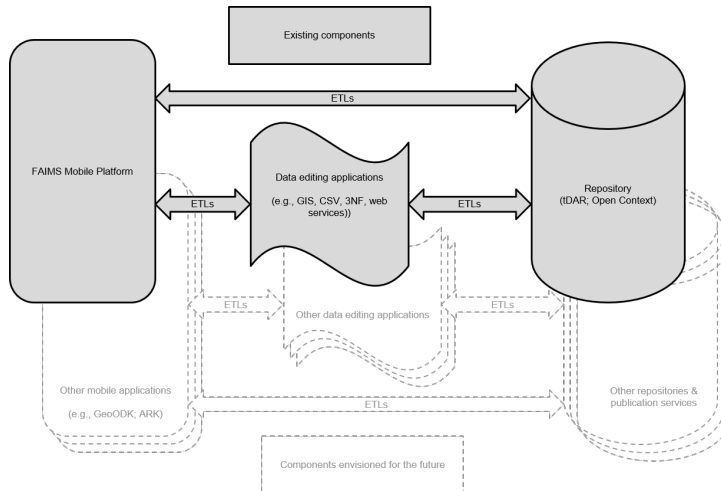 Existing components
ETLs
FAIMS Mobile Platform
Data editing applications
(e.g., GIS, CSV, 3NF, web
services))
Repository
(tDAR; Open Context)
ETLs
ETLs
ETLs
ETLs
Other data editing applications
Other mobile applications
(e.g., GeoODK; ARK)
ETLs
Other repositories &
publication services
Components envisioned for the future